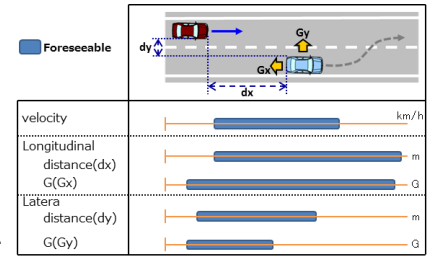 Foreseeable
dy
Gy
Gx
dx
velocity
km/h
Longitudinal
distance(dx)
m
G(Gx)
G
Latera
distance(dy)
m
G(Gy)
G